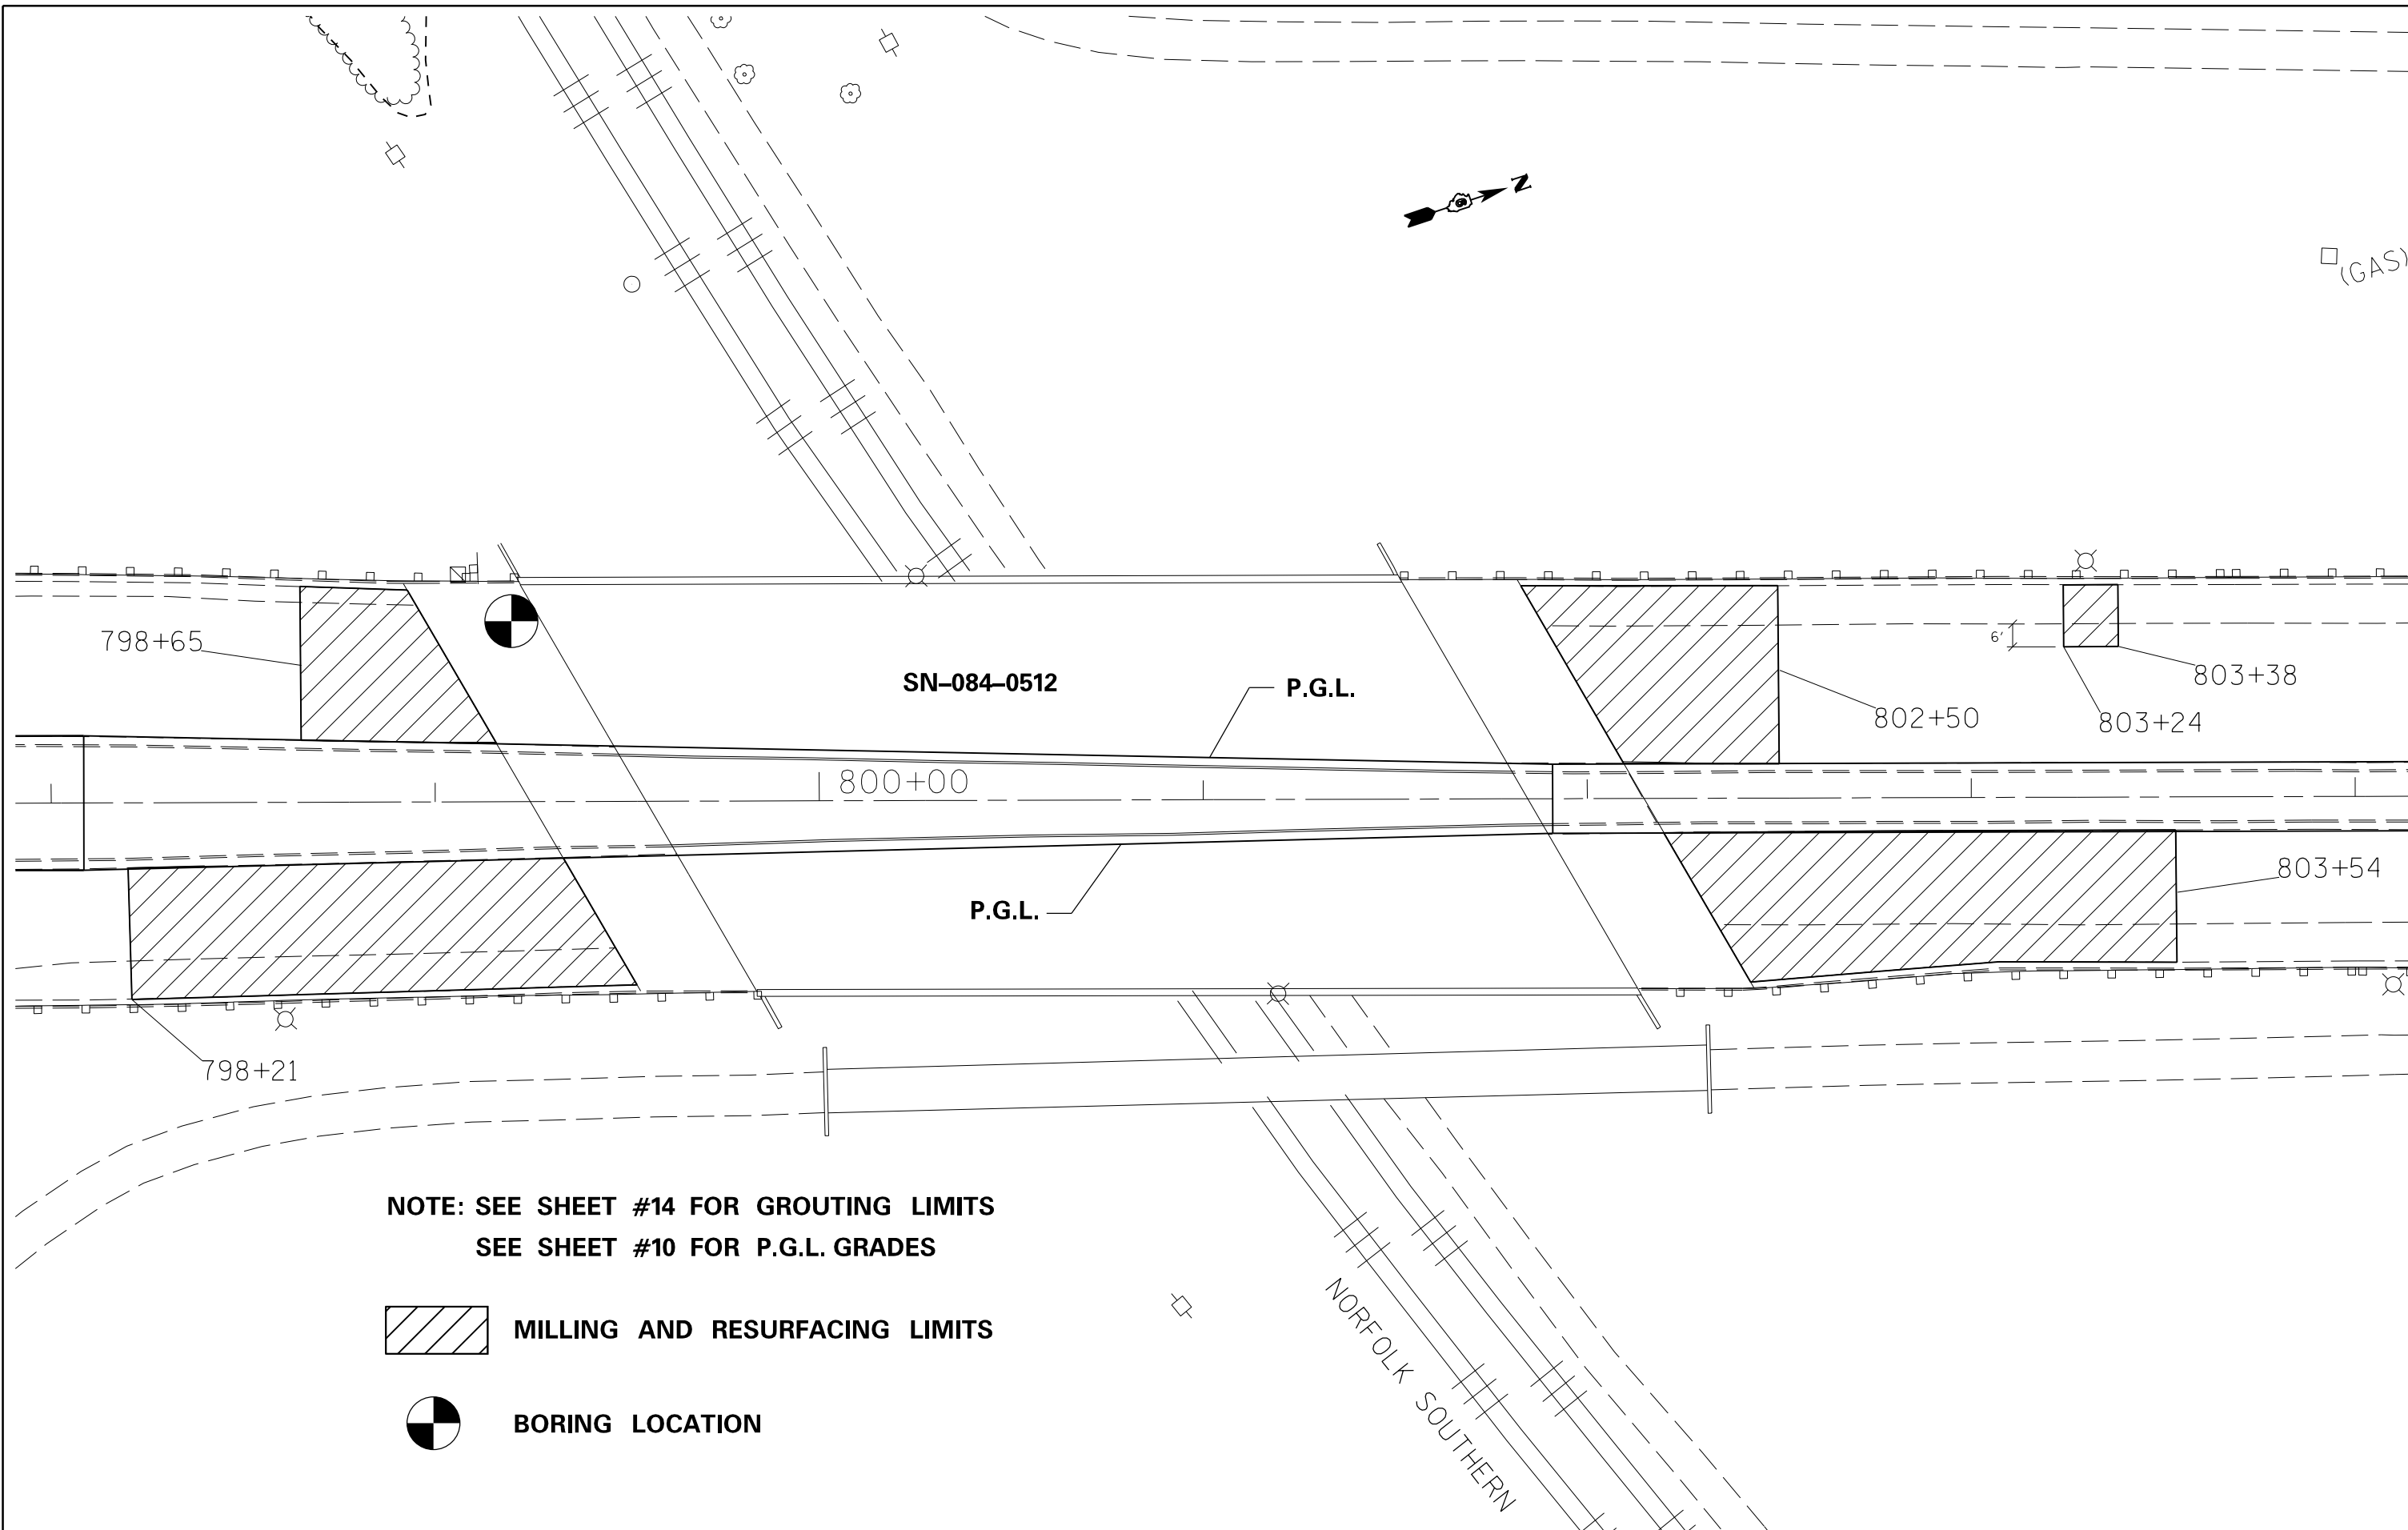 N
(GAS)
798+65
SN-084-0512
P.G.L.
6'
803+38
802+50
803+24
800+00
803+54
P.G.L.
798+21
NOTE: SEE SHEET #14 FOR GROUTING LIMITS
SEE SHEET #10 FOR P.G.L. GRADES
MILLING AND RESURFACING LIMITS
NORFOLK SOUTHERN
BORING LOCATION